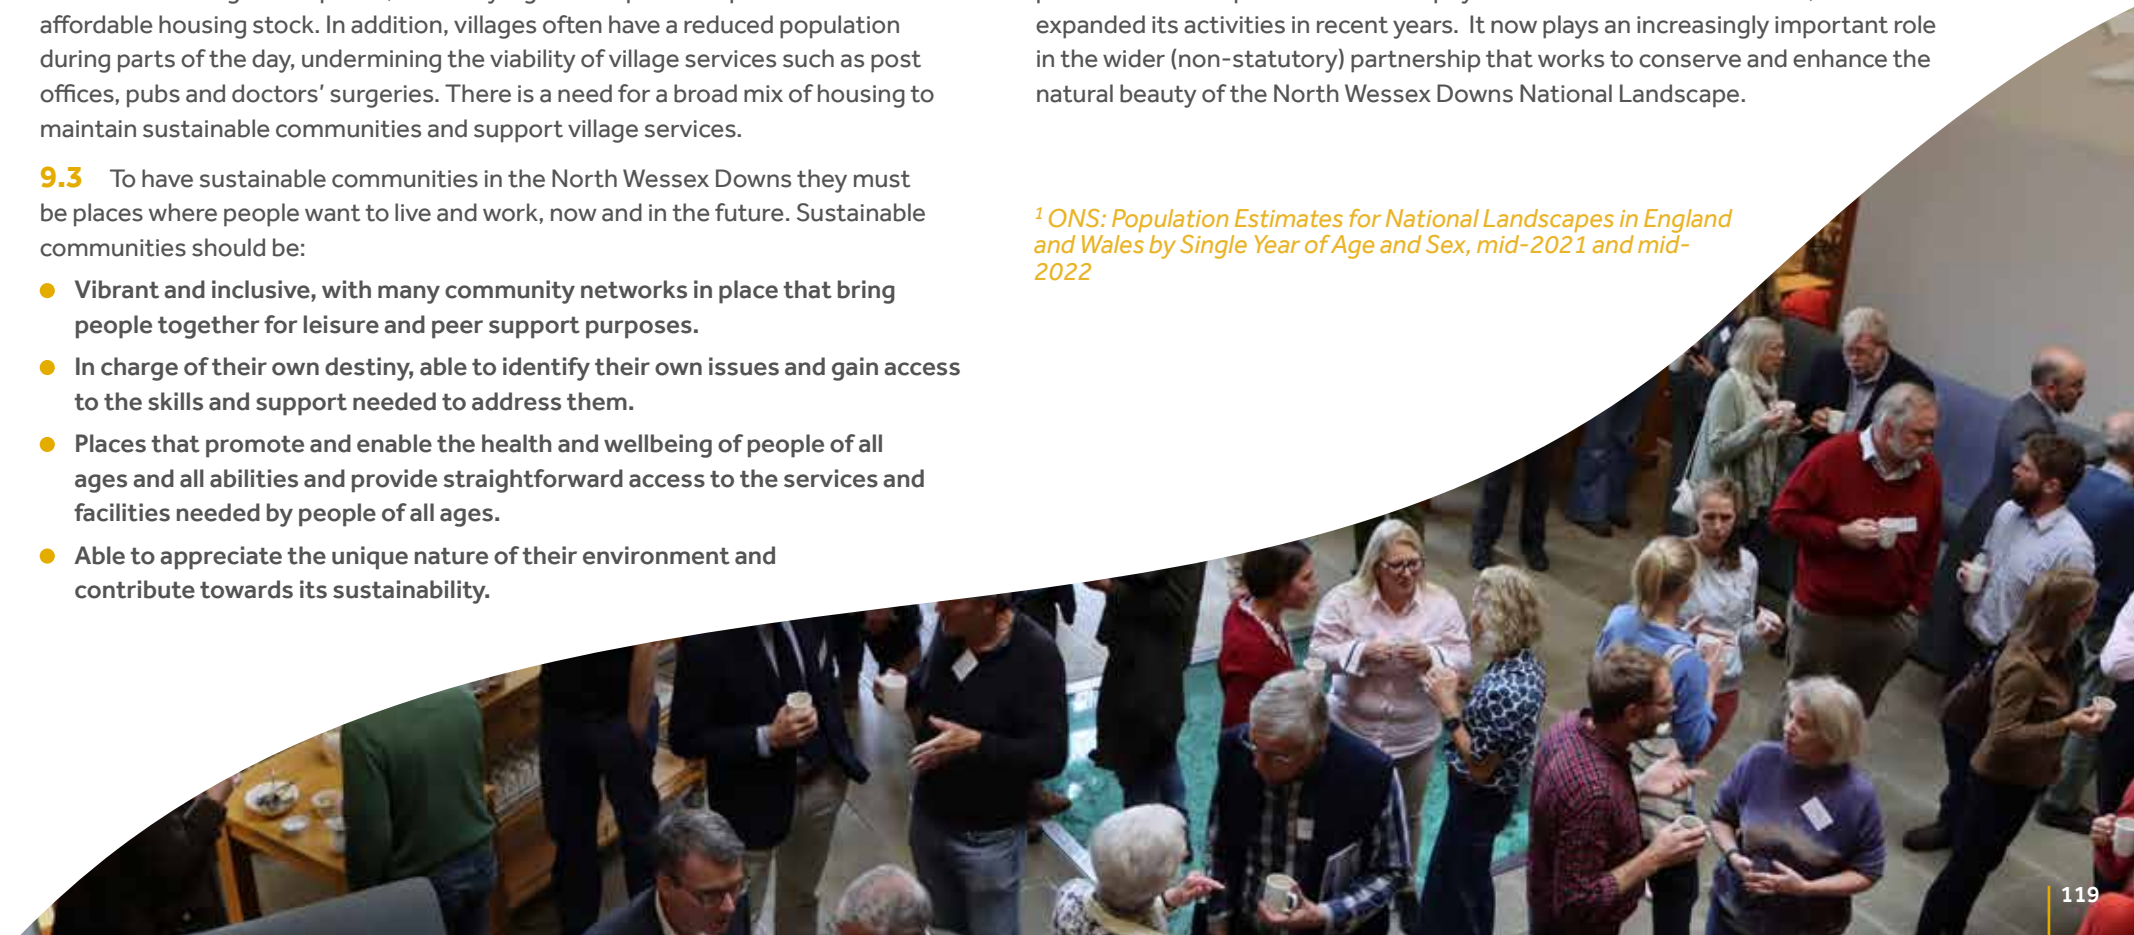 affordable housing stock. In addition, villages often have a reduced population
during parts of the day, undermining the viability of village services such as post
offices, pubs and doctors' surgeries. There is a need for a broad mix of housing to
maintain sustainable communities and support village services.
9.3 To have sustainable communities in the North Wessex Downs they must
be places where people want to live and work, now and in the future. Sustainable
communities should be:
Vibrant and inclusive, with many community networks in place that bring
people together for leisure and peer support purposes.
In charge of their own destiny, able to identify their own issues and gain access
to the skills and support needed to address them.
Places that promote and enable the health and wellbeing of people of all
ages and all abilities and provide straightforward access to the services and
facilities needed by people of all ages.
Able to appreciate the unique nature of their environment and
contribute towards its sustainability.
expanded its activities in recent years. It now plays an increasingly important role
in the wider (non-statutory) partnership that works to conserve and enhance the
natural beauty of the North Wessex Downs National Landscape.
¹ ONS: Population Estimates for National Landscapes in England
and Wales by Single Year of Age and Sex, mid-2021 and mid-
2022
119